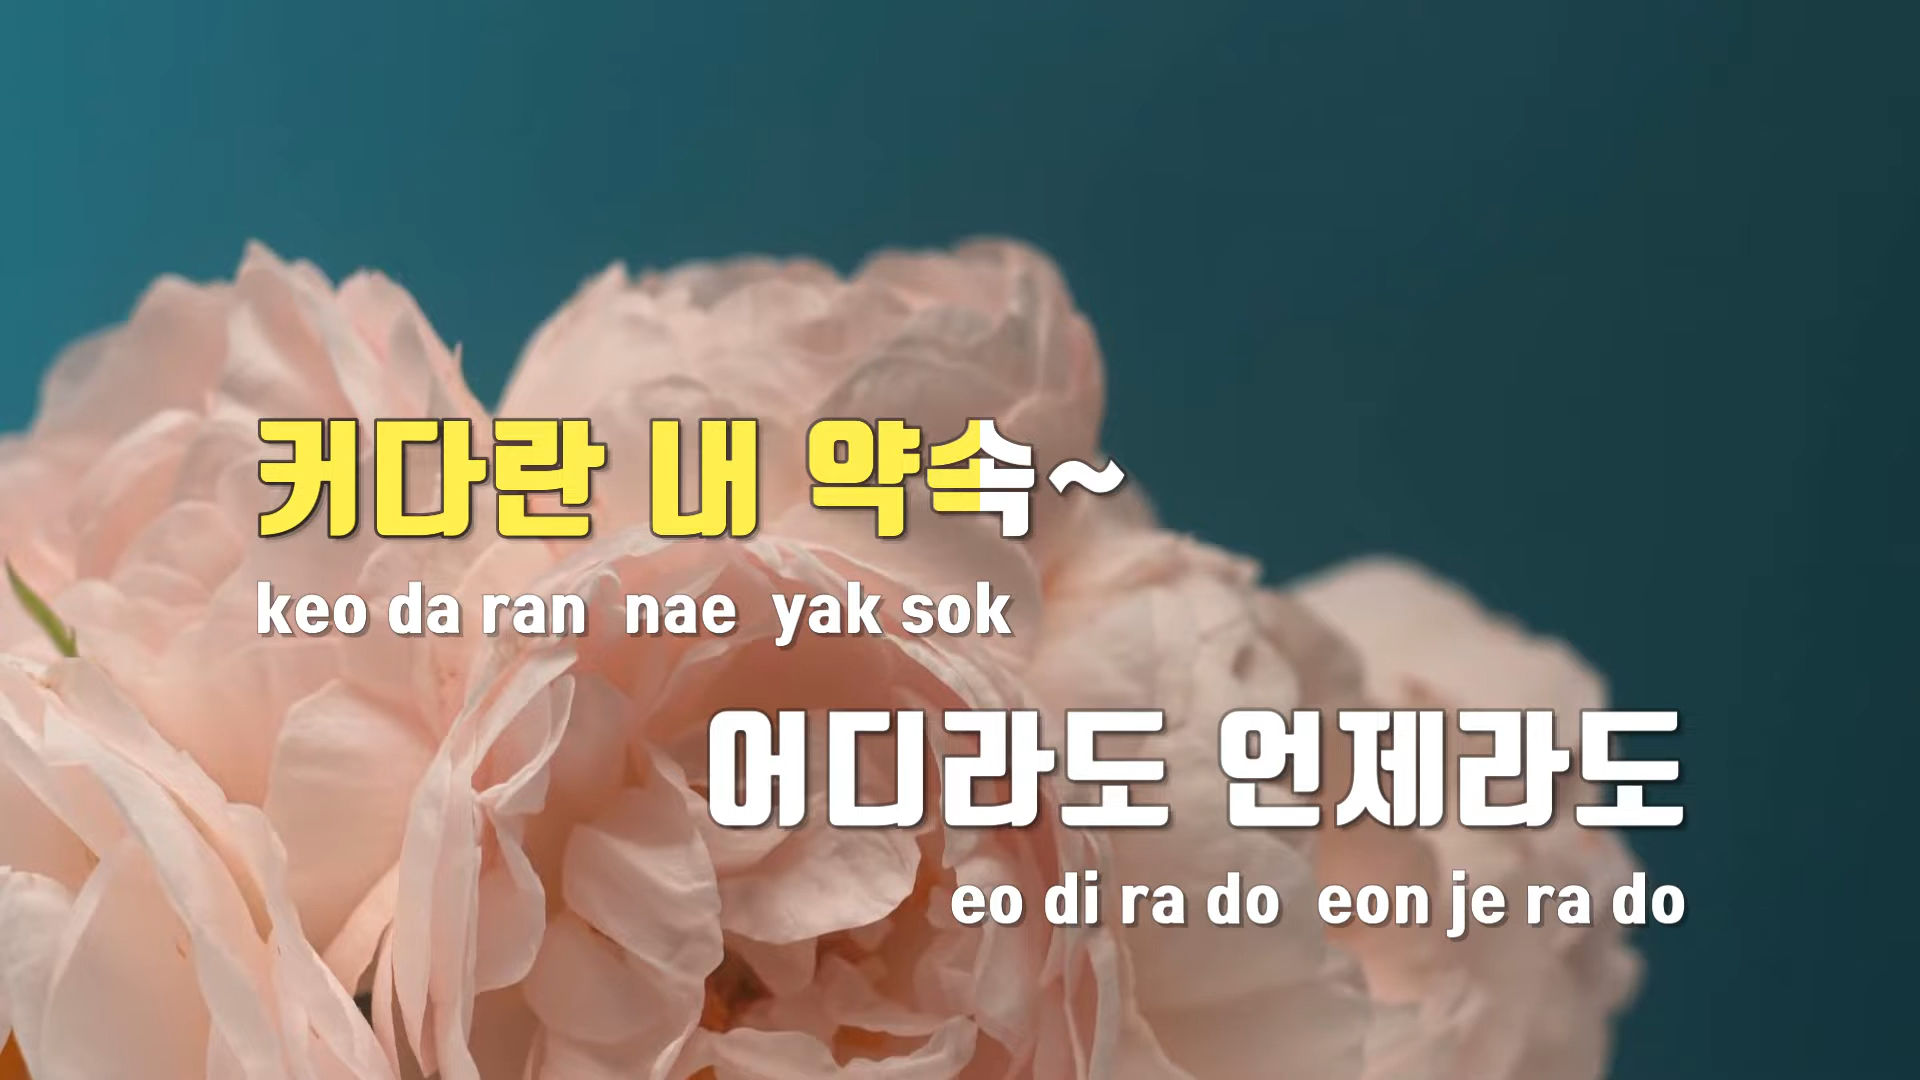 커다란 내 약속~
keo da ran nae yak sok
어디라도 언제라도
eo di ra do eon je ra do